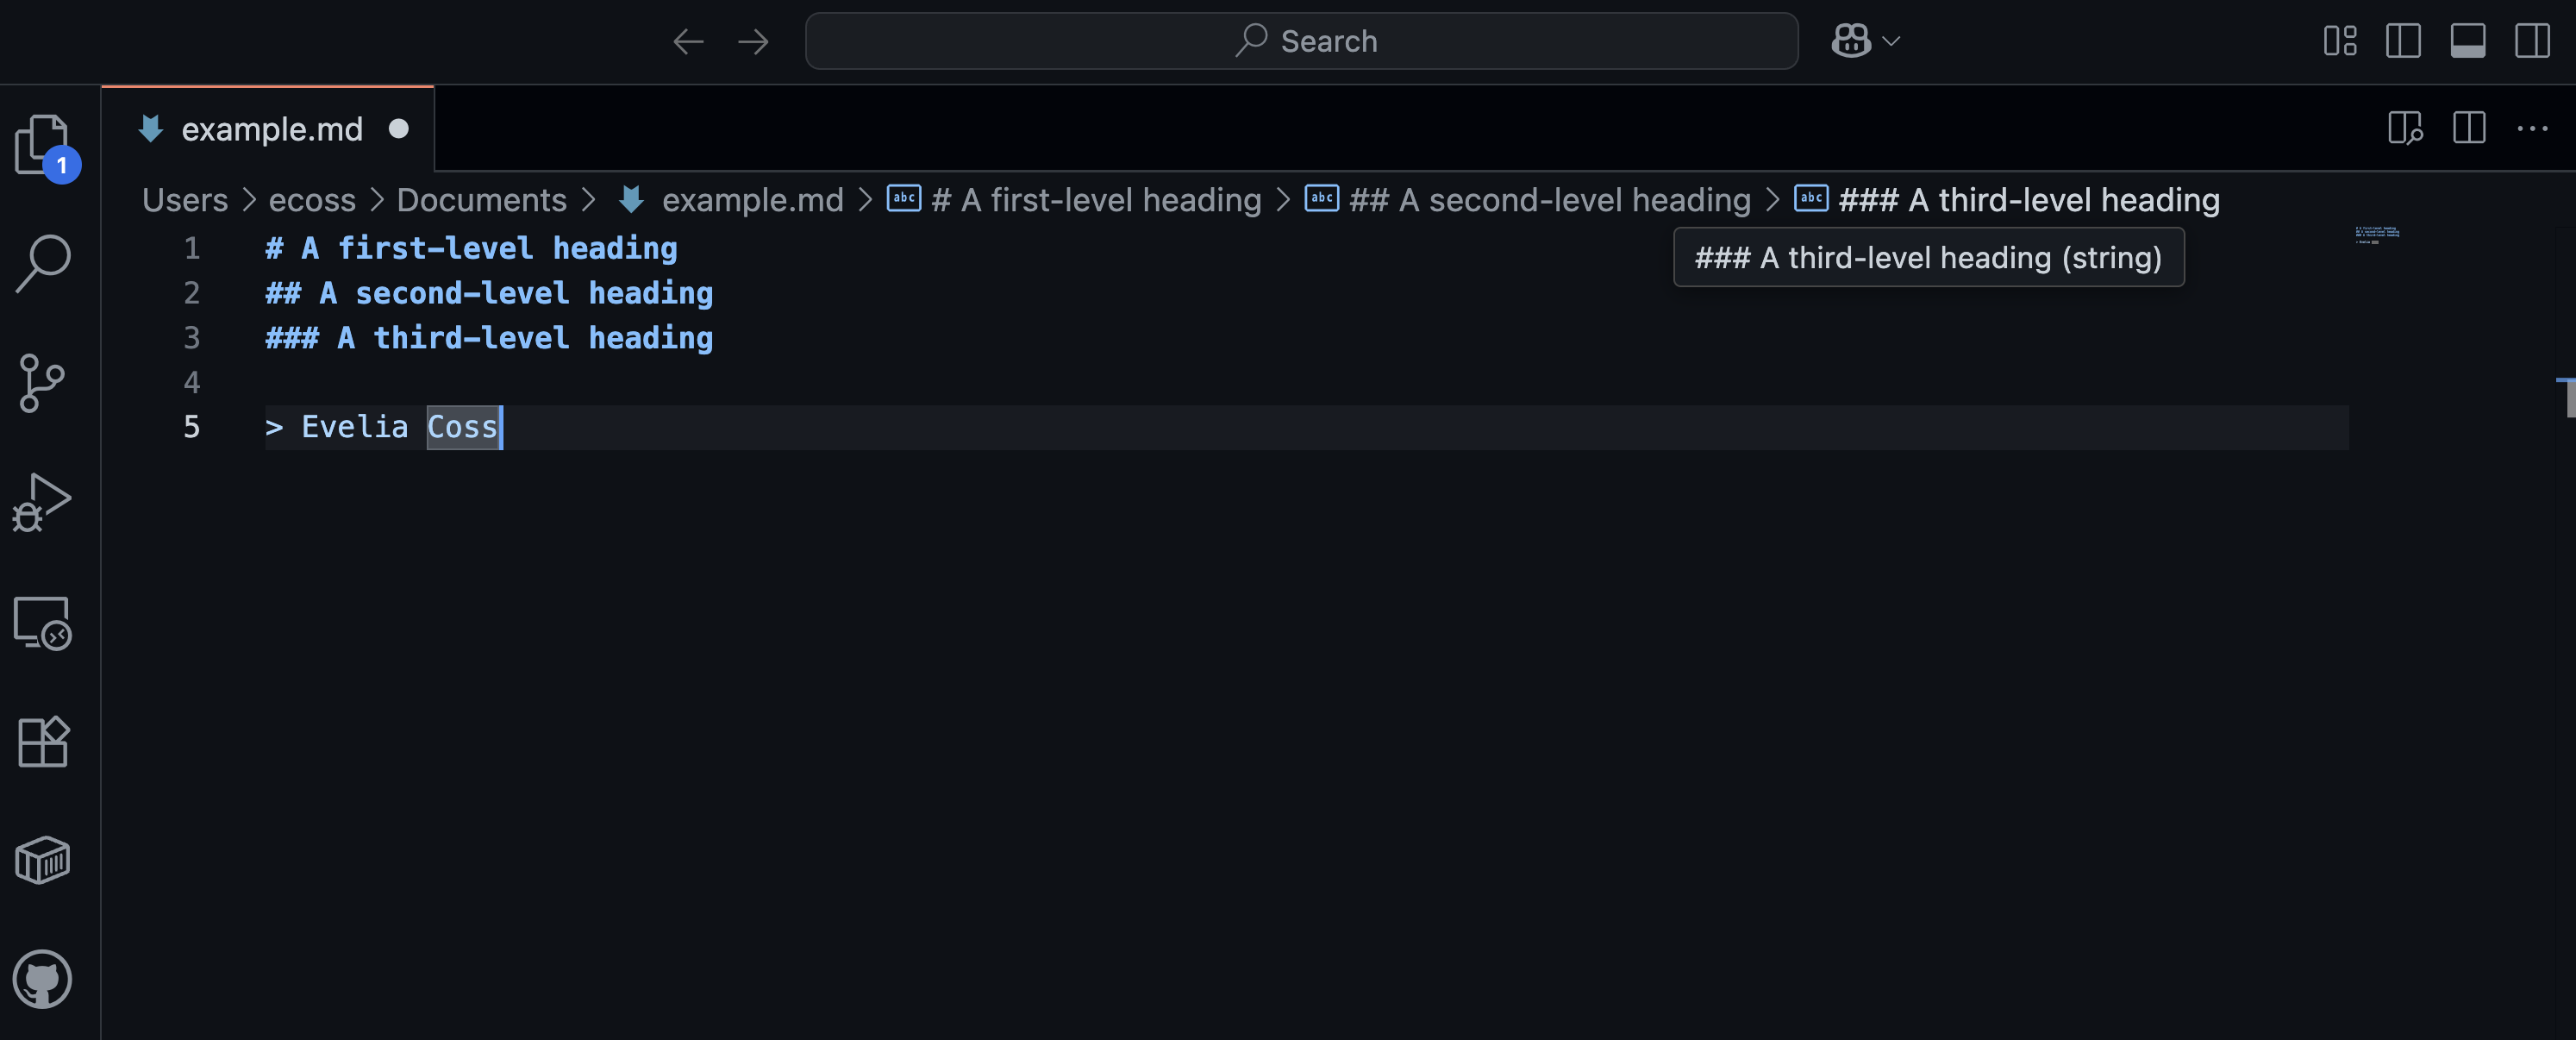 Search
example.md
1
Users > ecoss > Documents > example.md > abc # A first-level heading > abc ## A second-level heading > abc ### A third-level heading
### A third-level heading (string)
1 # A first-level heading
2 ## A second-level heading
3 ### A third-level heading
4
5 > Evelia Coss